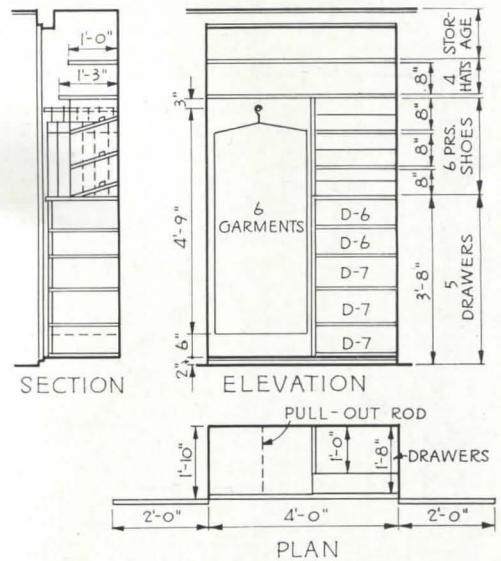 1'-0"
1'-3"
SECTION
3"
4'-9"
6"
2"
6
GARMENTS
D-6
D-6
D-7
D-7
D-7
8"
8"
8"
8"
3'-8"
STOR-
AGE
4
HATS
6 PRS.
SHOES
5
DRAWERS
ELEVATION
PULL-OUT ROD
1'-10"
1'-0"
1'-8"
DRAWERS
2'-0"
4'-0"
2'-0"
PLAN